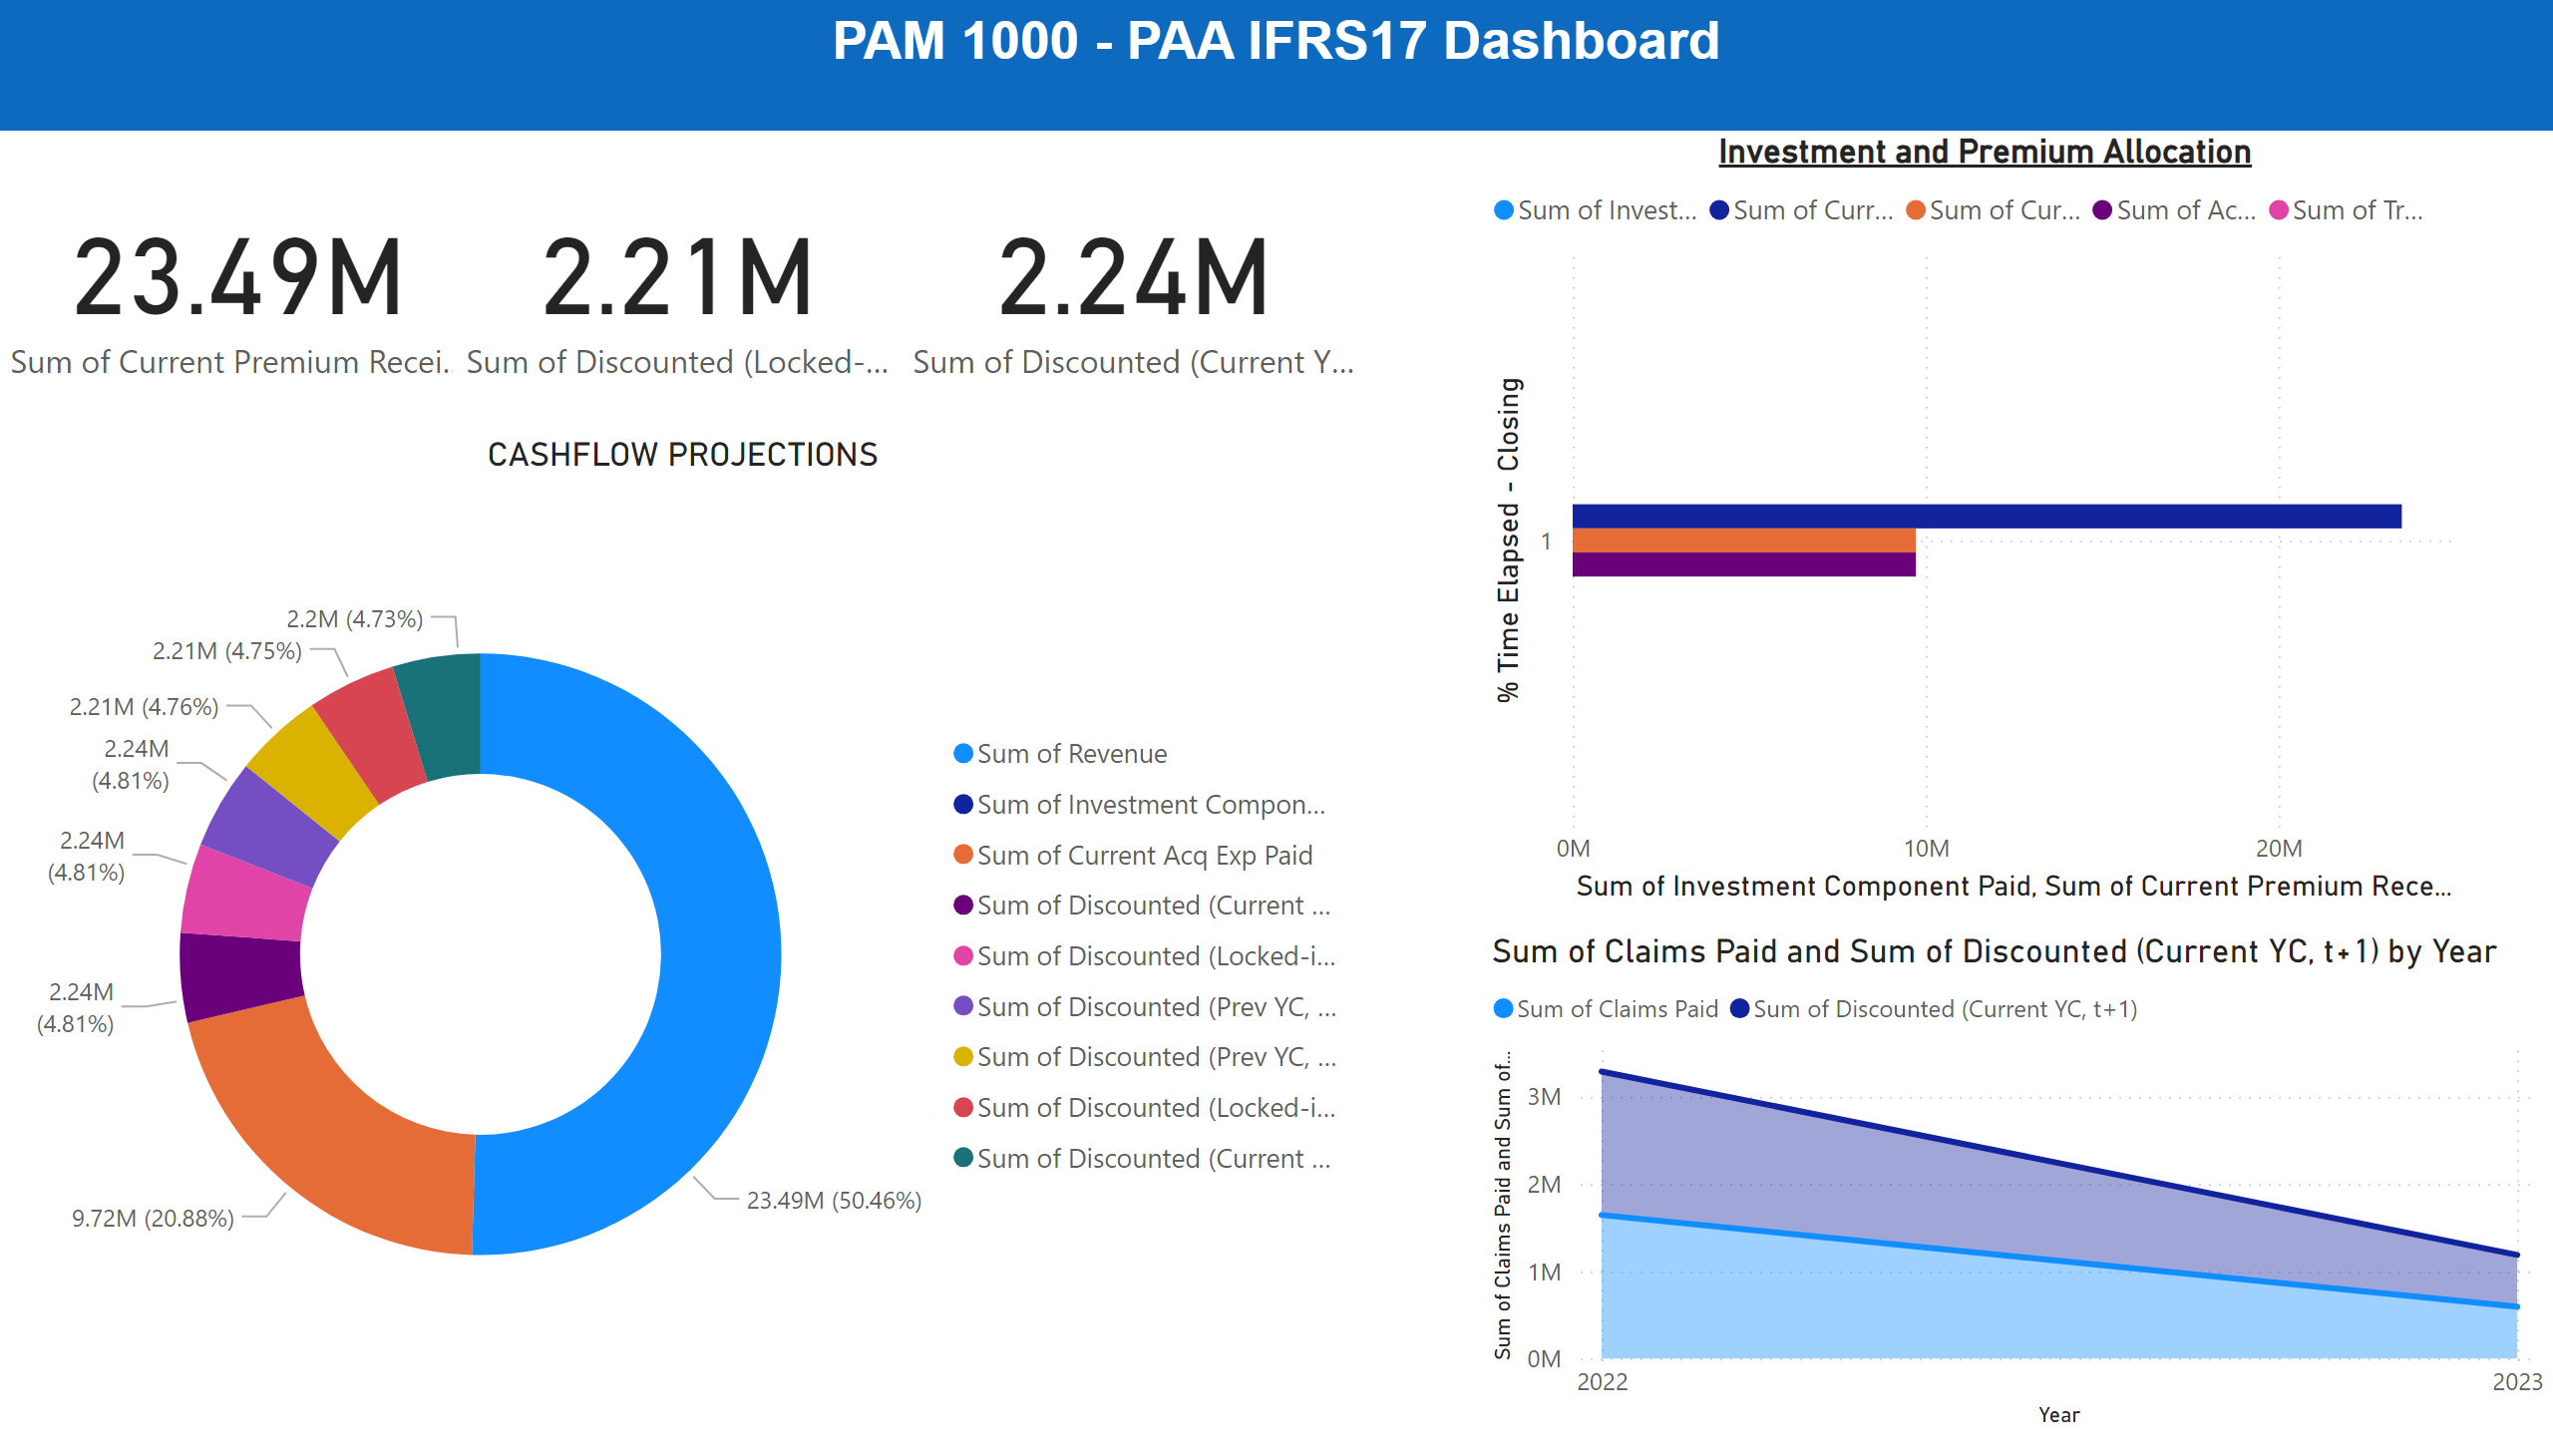 PAM 1000 - PAA IFRS17 Dashboard
23.49M
Sum of Current Premium Recei..
2.21M
Sum of Discounted (Locked-...
2.24M
Sum of Discounted (Current Y...
CASHFLOW PROJECTIONS
2.2M (4.73%)
2.21M (4.75%)
2.21M (4.76%)
2.24M
(4.81%)
2.24M
(4.81%)
2.24M
(4.81%)
9.72M (20.88%)
23.49M (50.46%)
Sum of Revenue
Sum of Investment Compon...
Sum of Current Acq Exp Paid
Sum of Discounted (Current ...
Sum of Discounted (Locked-i...
Sum of Discounted (Prev YC, ...
Sum of Discounted (Prev YC, ...
Sum of Discounted (Locked-i...
Sum of Discounted (Current ...
Investment and Premium Allocation
Sum of Invest... Sum of Curr... Sum of Cur... Sum of Ac... Sum of Tr...
% Time Elapsed - Closing
1
0M 10M 20M
Sum of Investment Component Paid, Sum of Current Premium Rece...
Sum of Claims Paid and Sum of Discounted (Current YC, t+1) by Year
Sum of Claims Paid Sum of Discounted (Current YC, t+1)
Sum of Claims Paid and Sum of...
3M
2M
1M
0M
2022 2023
Year